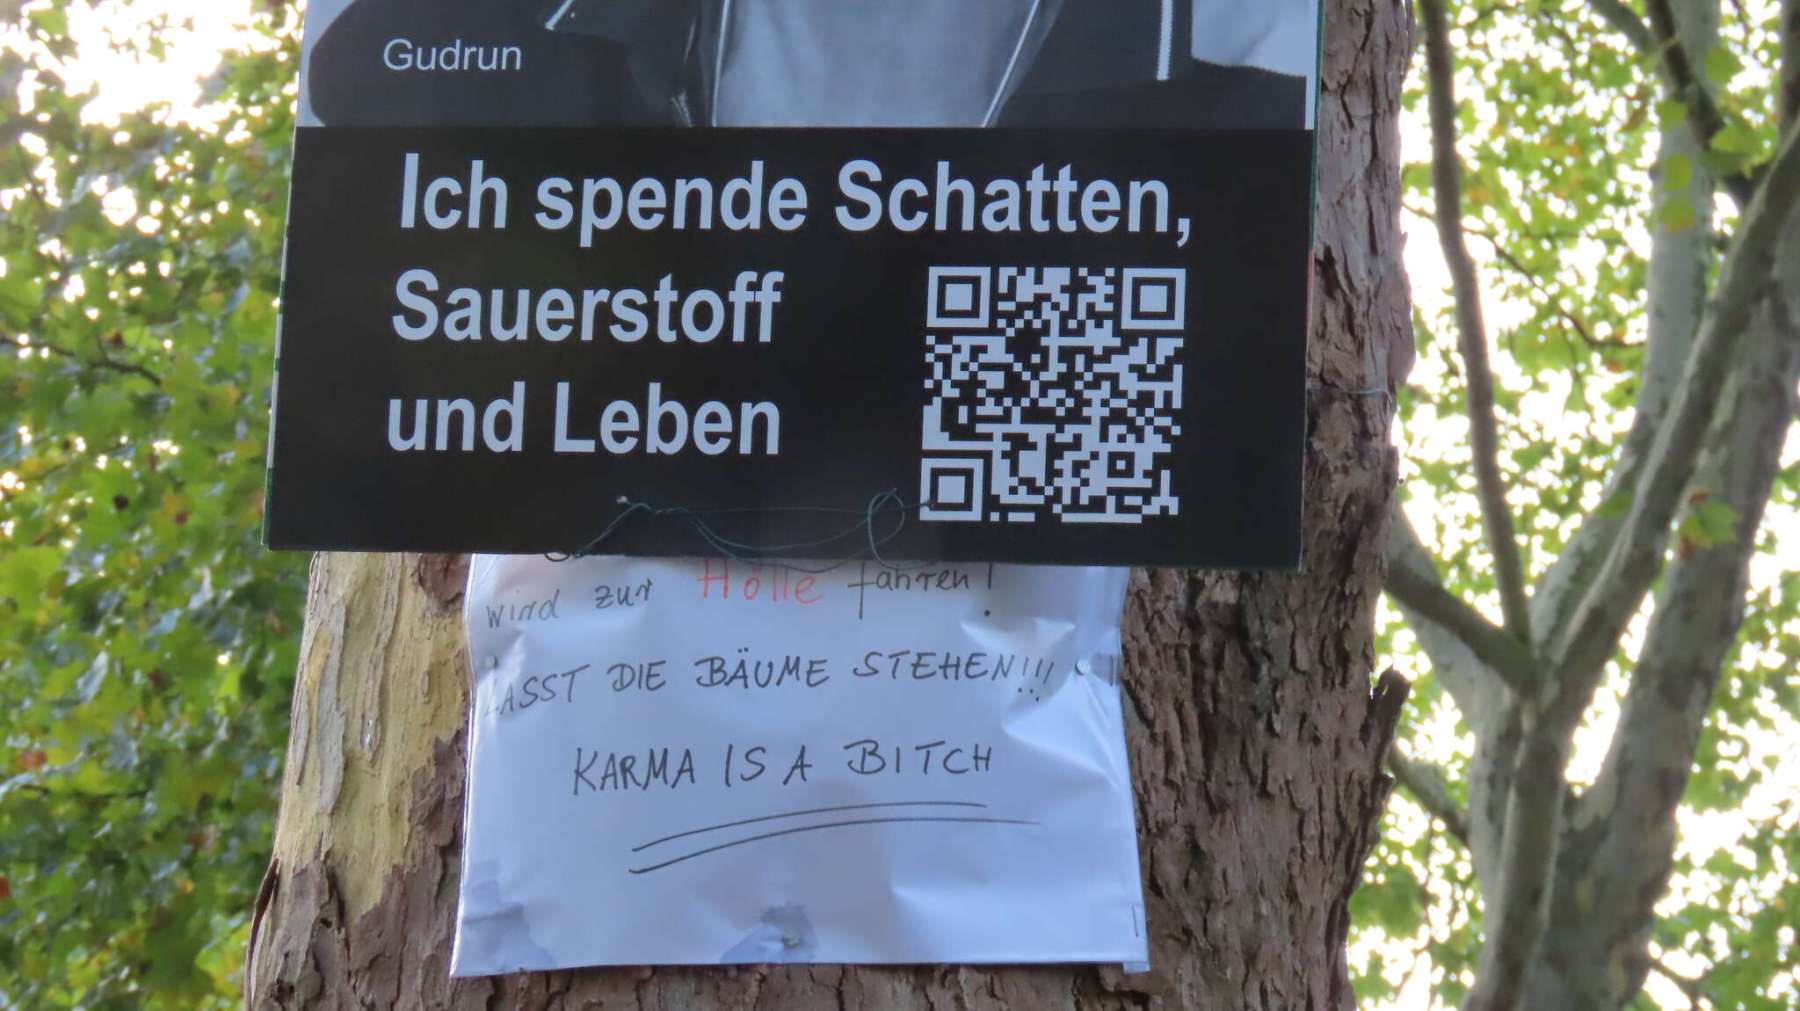 Gudrun
Ich spende Schatten,
Sauerstoff
und Leben
wird zur Hölle fahren!
LASST DIE BÄUME STEHEN!!!
KARMA IS A BITCH